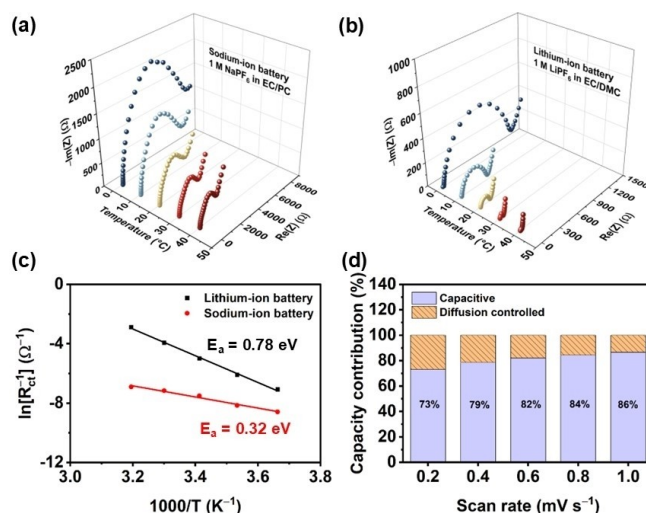 (a)
Sodium-ion battery
1 M NaPF₆ in EC/PC
-Im(Z) (Ω)
2500
2000
1500
1000
500
0
0
10
20
30
40
50
Temperature (°C)
0
2000
4000
6000
8000
Re(Z) (Ω)
(b)
Lithium-ion battery
1 M LiPF₆ in EC/DMC
-Im(Z) (Ω)
1000
800
600
400
200
0
0
10
20
30
40
50
Temperature (°C)
0
300
600
900
1200
1500
Re(Z) (Ω)
(c)
Lithium-ion battery
Sodium-ion battery
Eₐ = 0.78 eV
Eₐ = 0.32 eV
ln[R⁻¹ct] (Ω⁻¹)
0
-4
-8
-12
3.0 3.2 3.4 3.6 3.8
1000/T (K⁻¹)
(d)
Capacitive
Diffusion controlled
Capacity contribution (%)
140
120
100
80
60
40
20
0
73% 79% 82% 84% 86%
0.2 0.4 0.6 0.8 1.0
Scan rate (mV s⁻¹)